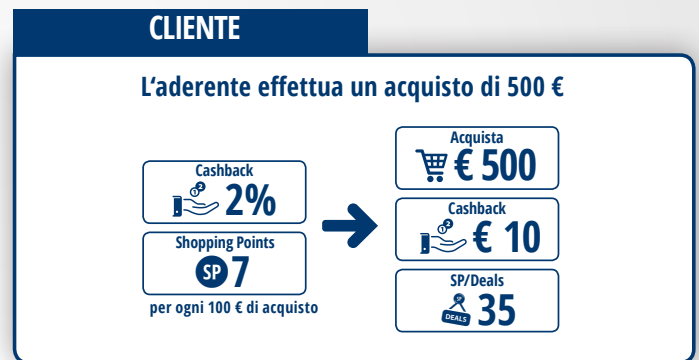 CLIENTE
L‘aderente effettua un acquisto di 500 €
Cashback
2%
Shopping Points
SP 7
per ogni 100 € di acquisto
Acquista
€ 500
Cashback
€ 10
SP/Deals
SP
DEALS
35